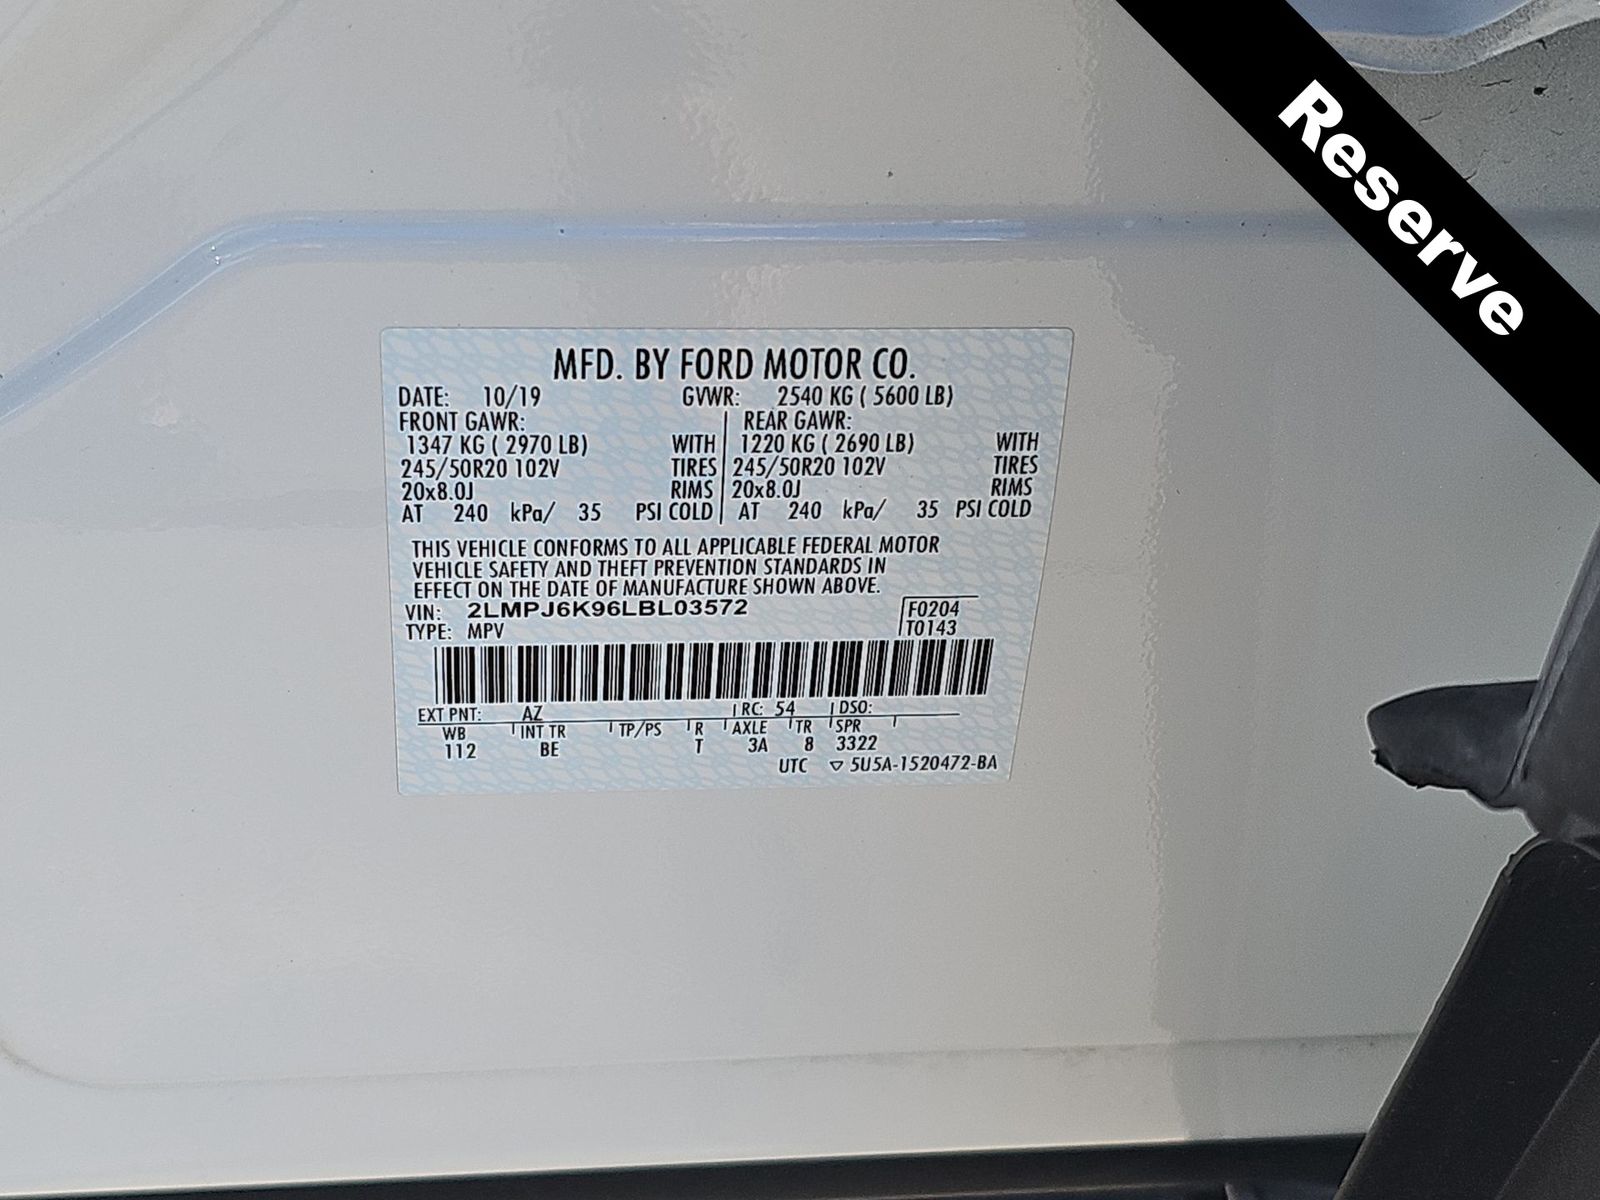 Reserve
MFD. BY FORD MOTOR CO.
DATE: 10/19 GVWR: 2540 KG ( 5600 LB)
FRONT GAWR: REAR GAWR:
1347 KG ( 2970 LB) WITH 1220 KG ( 2690 LB) WITH
245/50R20 102V TIRES 245/50R20 102V TIRES
20x8.0J RIMS 20x8.0J RIMS
AT 240 kPa/ 35 PSI COLD AT 240 kPa/ 35 PSI COLD
THIS VEHICLE CONFORMS TO ALL APPLICABLE FEDERAL MOTOR
VEHICLE SAFETY AND THEFT PREVENTION STANDARDS IN
EFFECT ON THE DATE OF MANUFACTURE SHOWN ABOVE.
VIN: 2LMPJ6K96LBL03572 F0204
TYPE: MPV T0143
EXT PNT: AZ RC: 54 DSO:
WB INT TR TP/PS R AXLE TR SPR
112 BE T 3A 8 3322
UTC ▽ 5U5A-1520472-BA